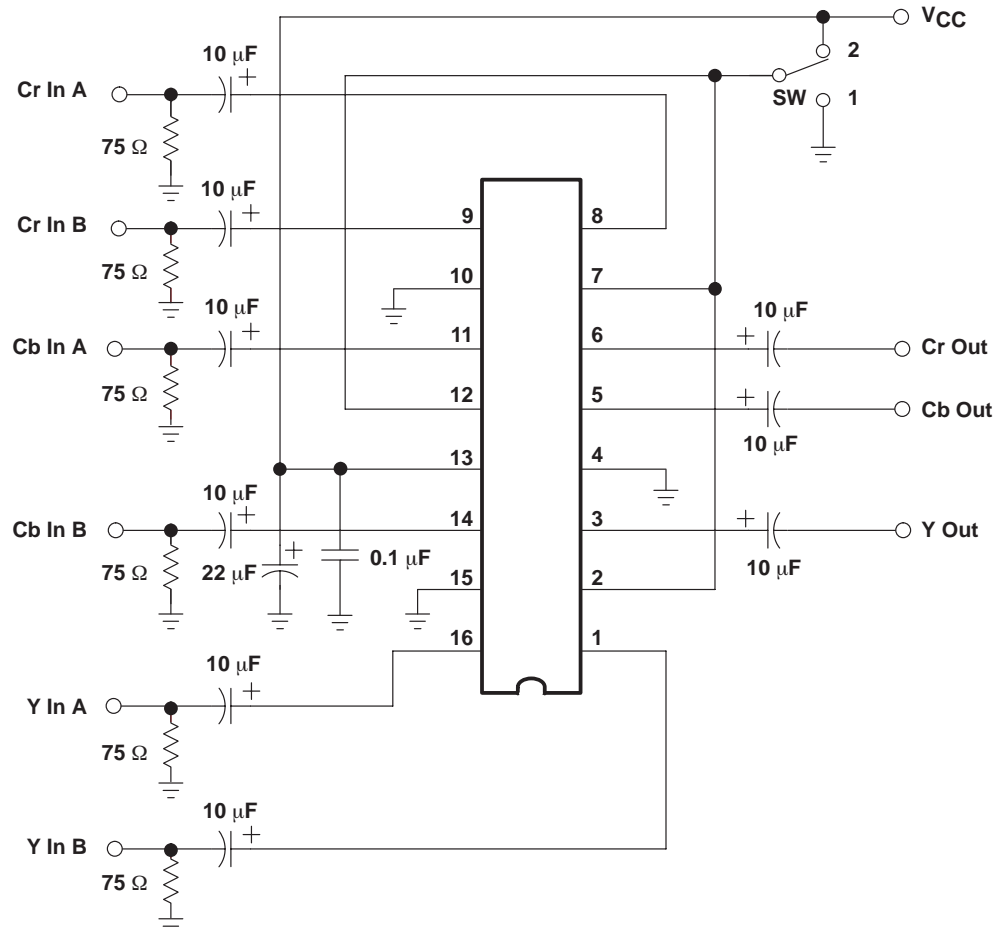 VCC
10 µF
+
2
Cr In A
SW
1
75 Ω
10 µF
+
Cr In B
9
8
75 Ω
10
7
10 µF
+
10 µF
+
Cb In A
11
6
Cr Out
75 Ω
12
5
+
Cb Out
10 µF
13
4
10 µF
+
Cb In B
14
3
+
Y Out
75 Ω
22 µF
+
0.1 µF
10 µF
15
2
16
1
10 µF
+
Y In A
75 Ω
10 µF
+
Y In B
75 Ω